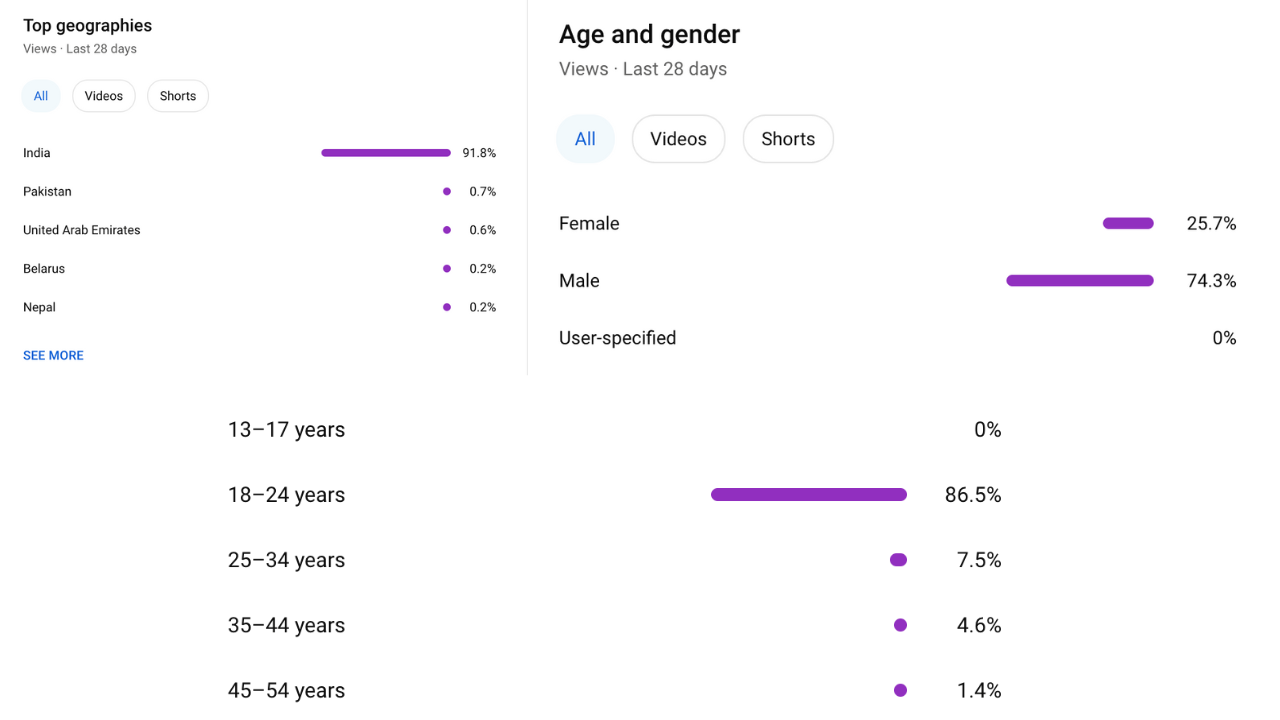 Top geographies
Views · Last 28 days
All Videos Shorts
India 91.8%
Pakistan 0.7%
United Arab Emirates 0.6%
Belarus 0.2%
Nepal 0.2%
SEE MORE
Age and gender
Views · Last 28 days
All Videos Shorts
Female 25.7%
Male 74.3%
User-specified 0%
13–17 years 0%
18–24 years 86.5%
25–34 years 7.5%
35–44 years 4.6%
45–54 years 1.4%